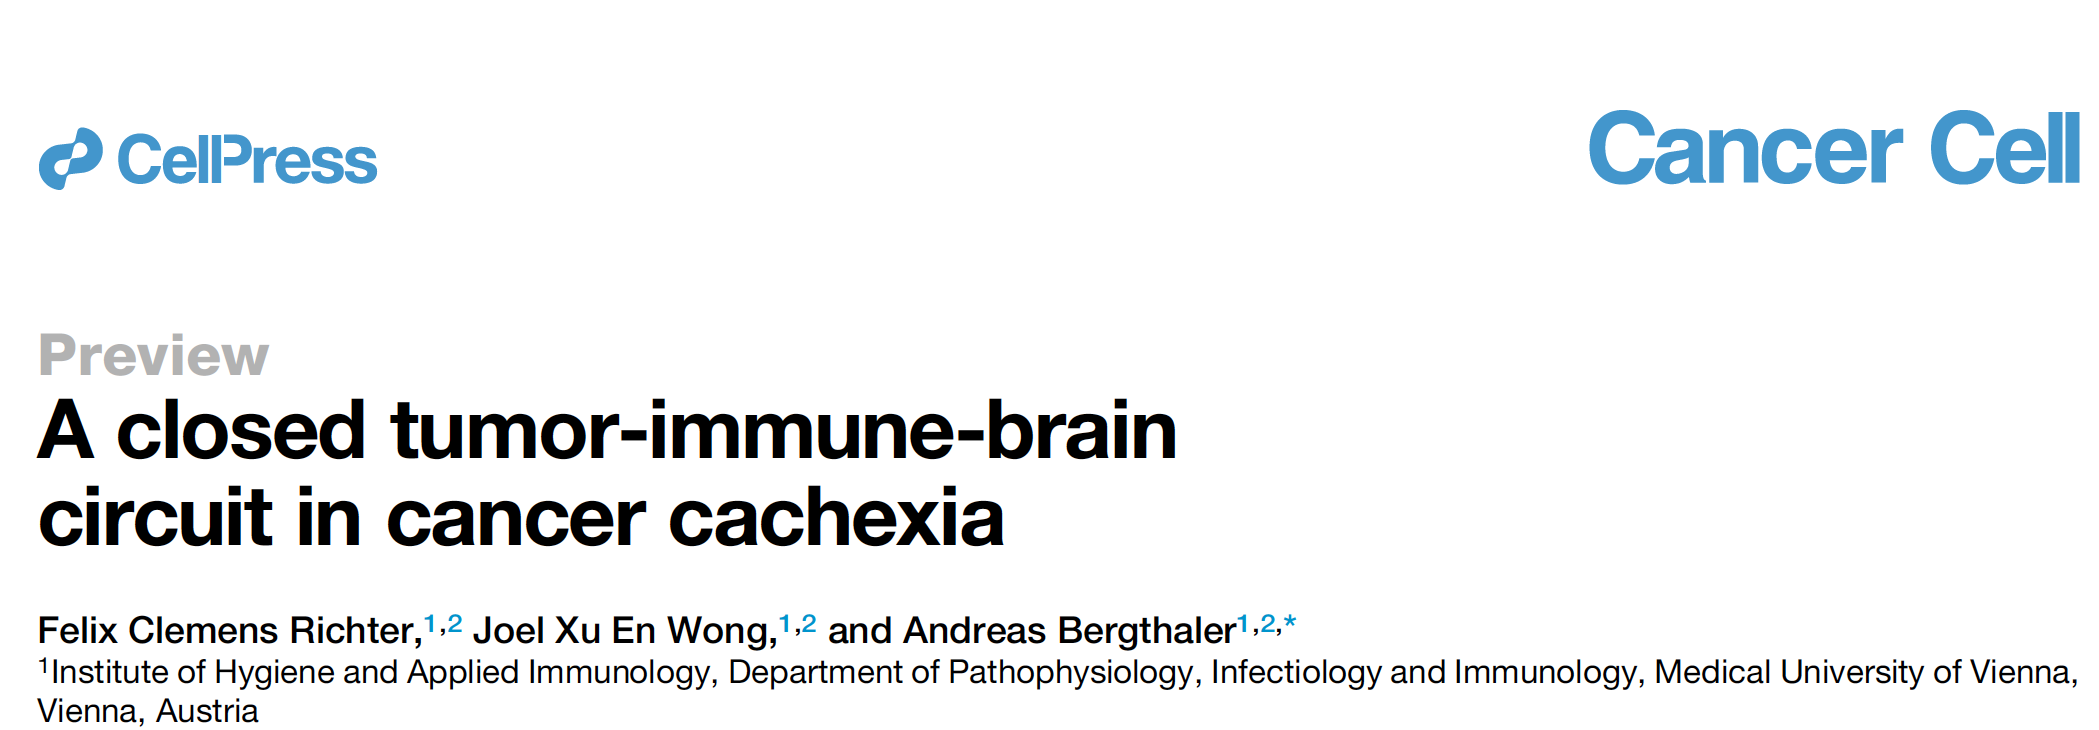 CellPress
Cancer Cell
Preview
A closed tumor-immune-brain
circuit in cancer cachexia
Felix Clemens Richter,1,2 Joel Xu En Wong,1,2 and Andreas Bergthaler1,2,*
1Institute of Hygiene and Applied Immunology, Department of Pathophysiology, Infectiology and Immunology, Medical University of Vienna,
Vienna, Austria